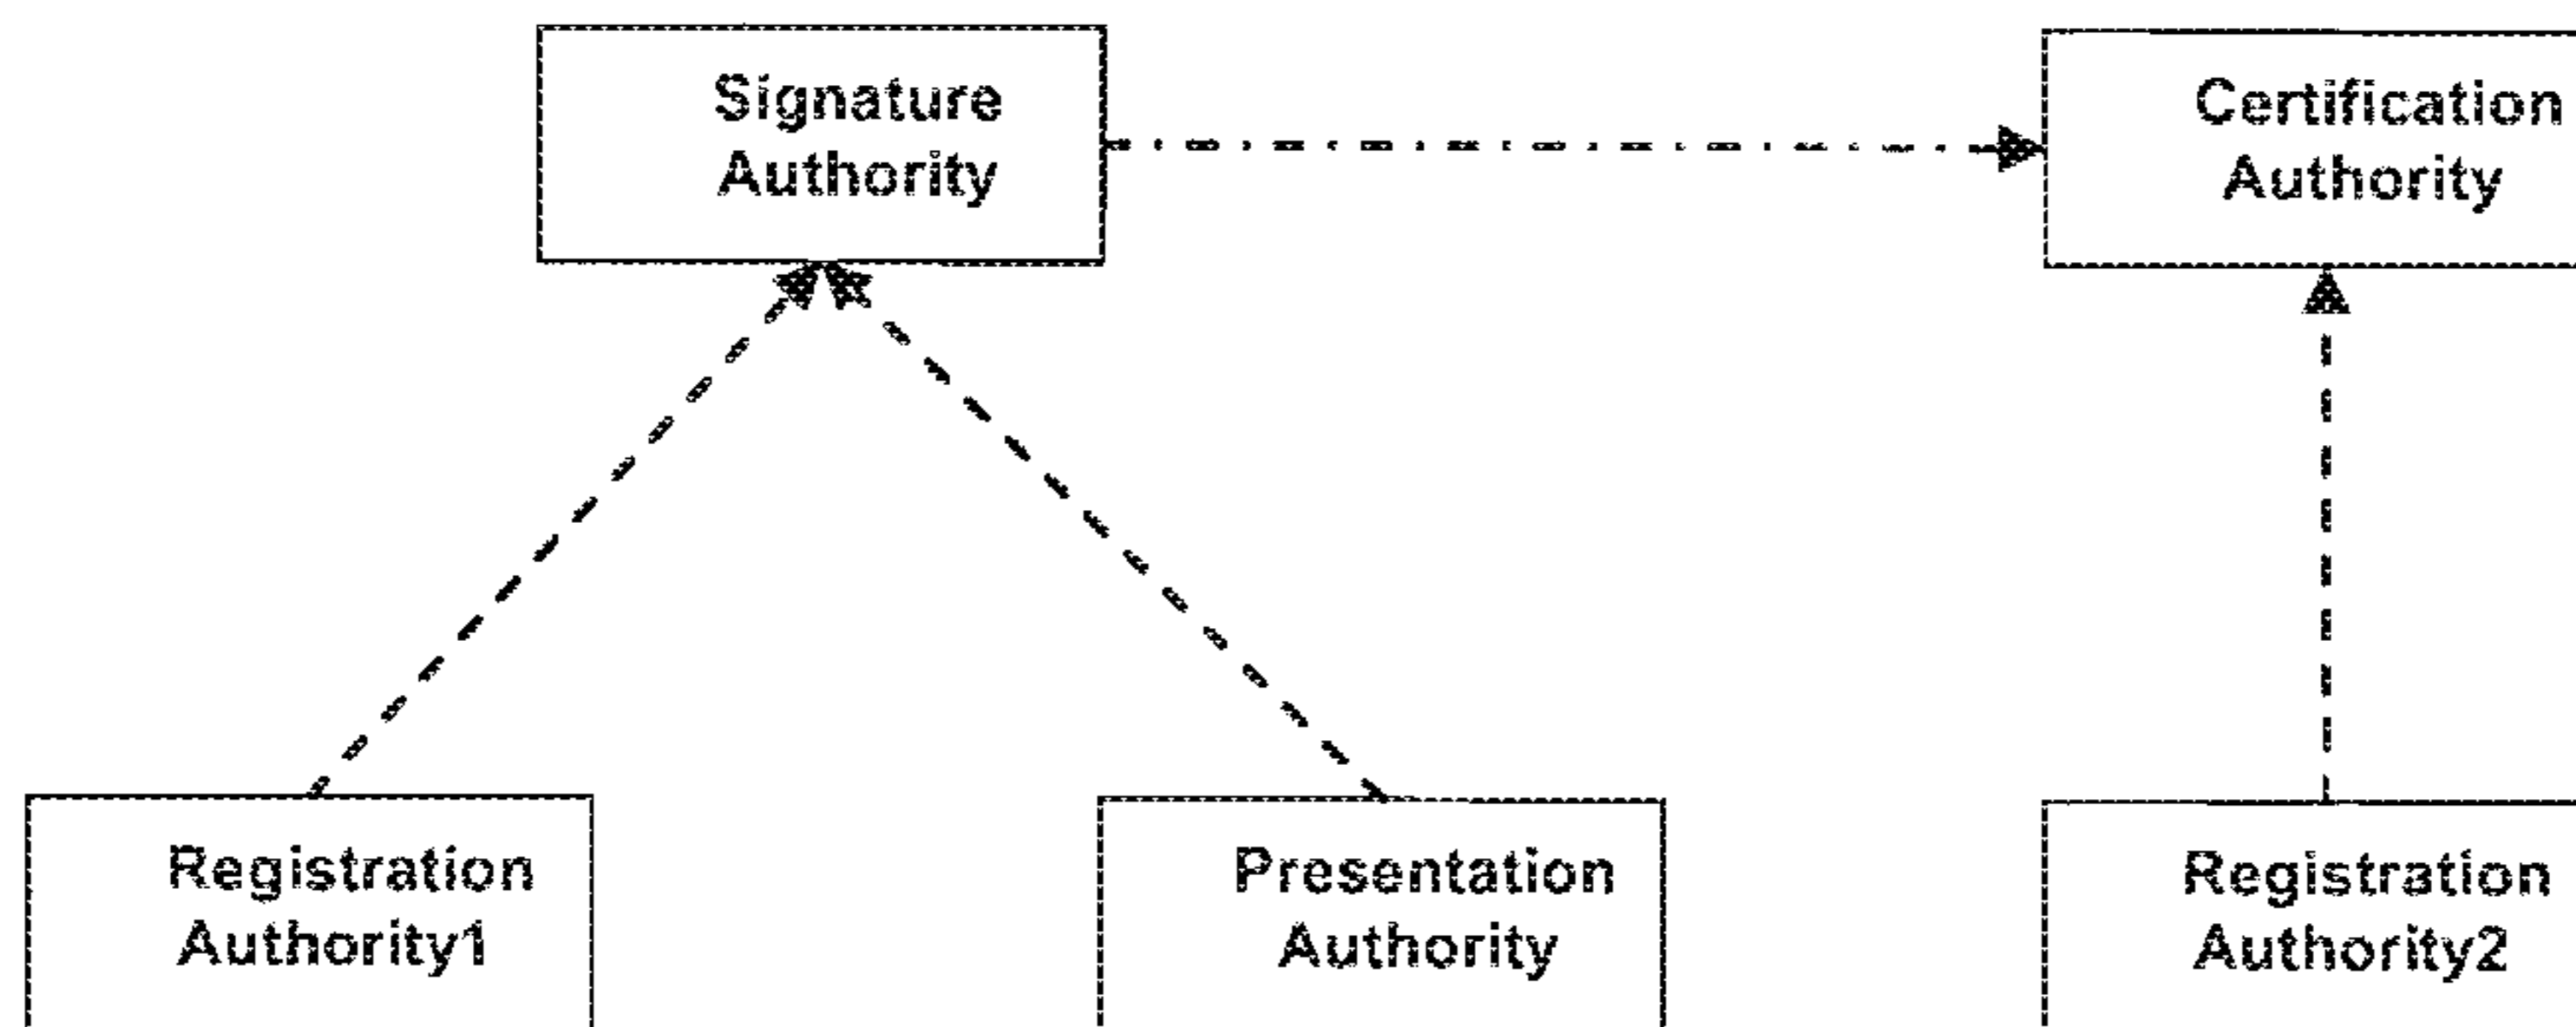 Signature
Authority
Certification
Authority
Registration
Authority1
Presentation
Authority
Registration
Authority2